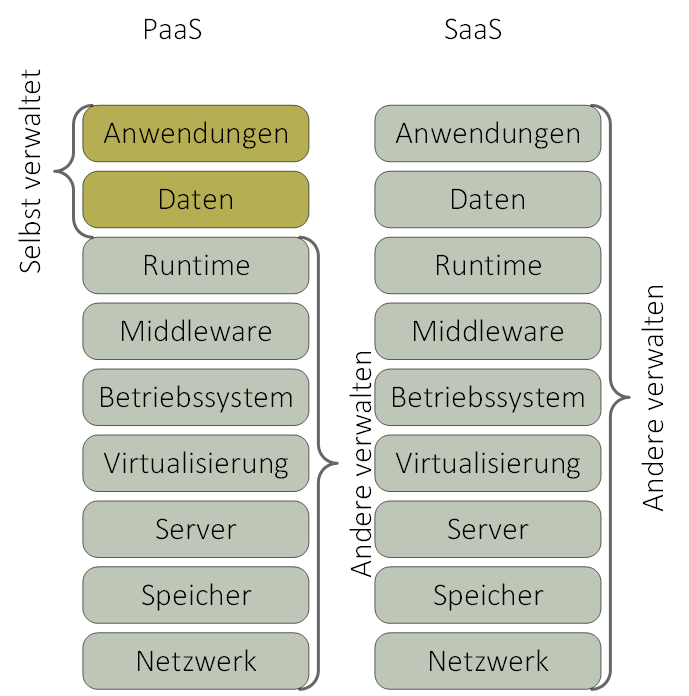 PaaS
Selbst verwaltet
Anwendungen
Daten
Runtime
Middleware
Betriebssystem
Virtualisierung
Server
Speicher
Netzwerk
Andere verwalten
SaaS
Anwendungen
Daten
Runtime
Middleware
Betriebssystem
Virtualisierung
Server
Speicher
Netzwerk
Andere verwalten